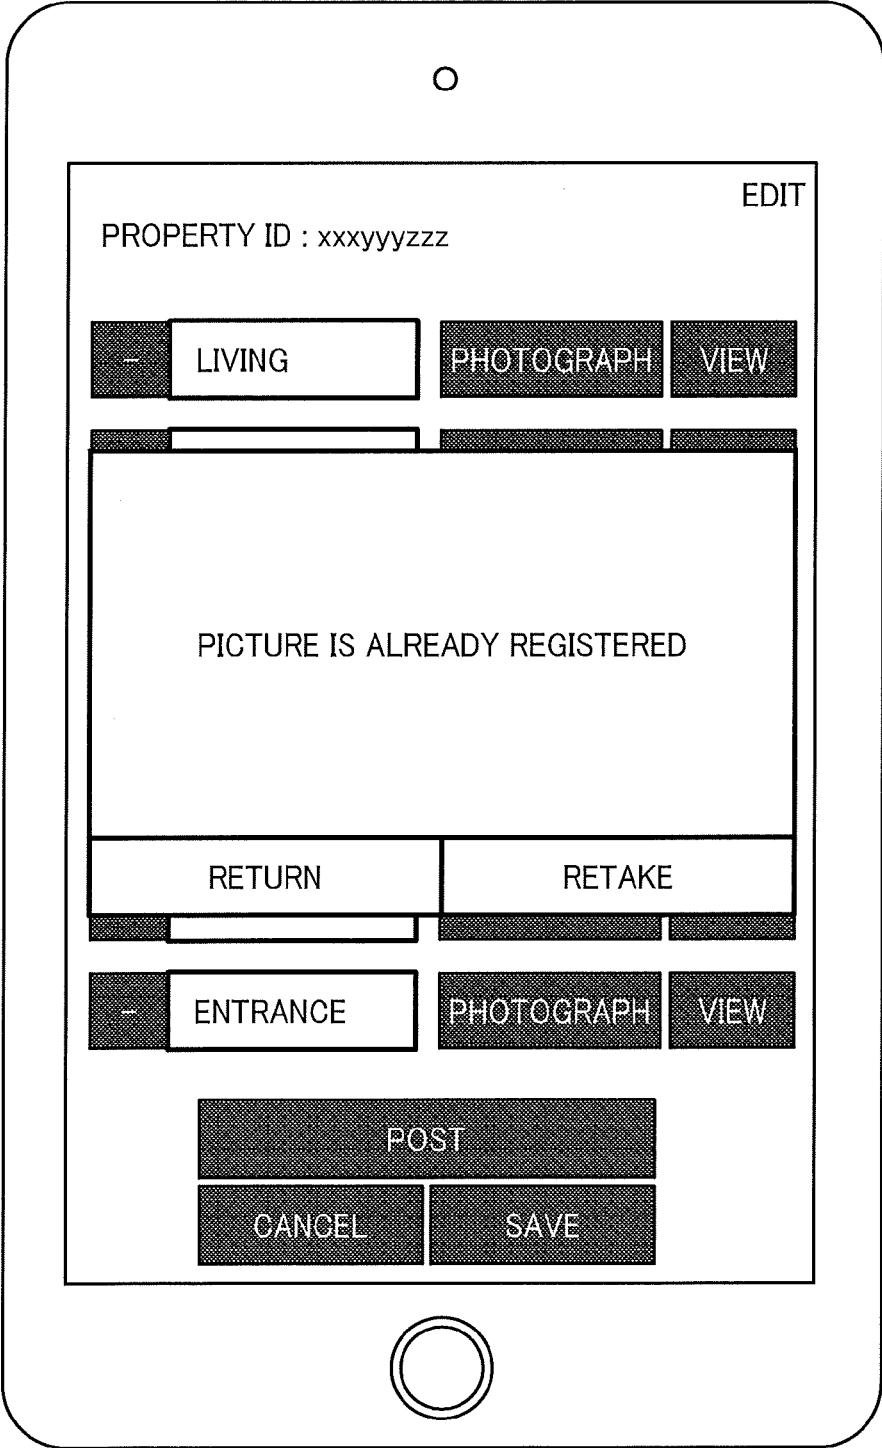 EDIT
PROPERTY ID : xxxyyyzzz
- LIVING PHOTOGRAPH VIEW
PICTURE IS ALREADY REGISTERED
RETURN RETAKE
- ENTRANCE PHOTOGRAPH VIEW
POST
CANCEL SAVE